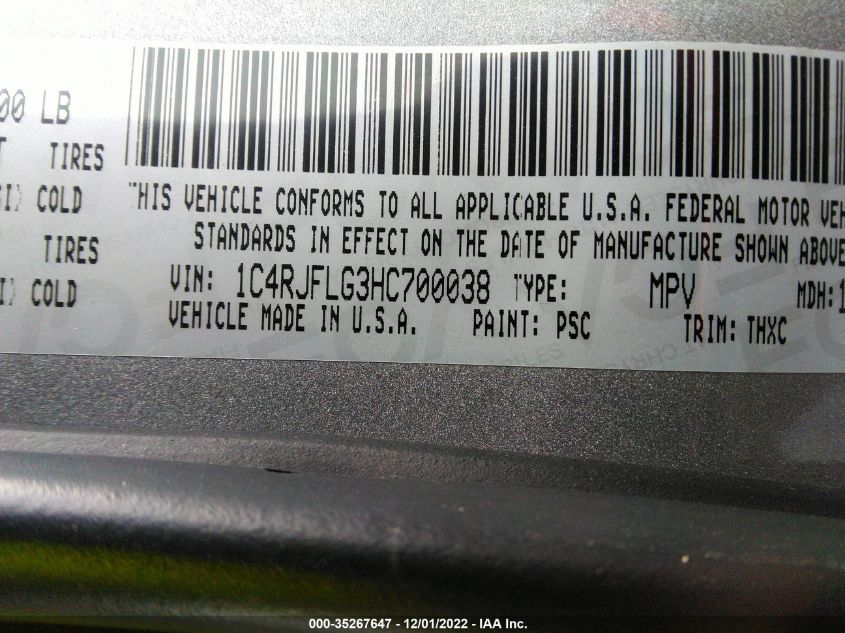 00 LB
TIRES
COLD
THIS VEHICLE CONFORMS TO ALL APPLICABLE U.S.A. FEDERAL MOTOR VEH
TIRES
STANDARDS IN EFFECT ON THE DATE OF MANUFACTURE SHOWN ABOVE
COLD
VIN: 1C4RJFLG3HC700038 TYPE: MPV MDH:1
VEHICLE MADE IN U.S.A. PAINT: PSC TRIM: THXC
000-35267647 - 12/01/2022 - IAA Inc.